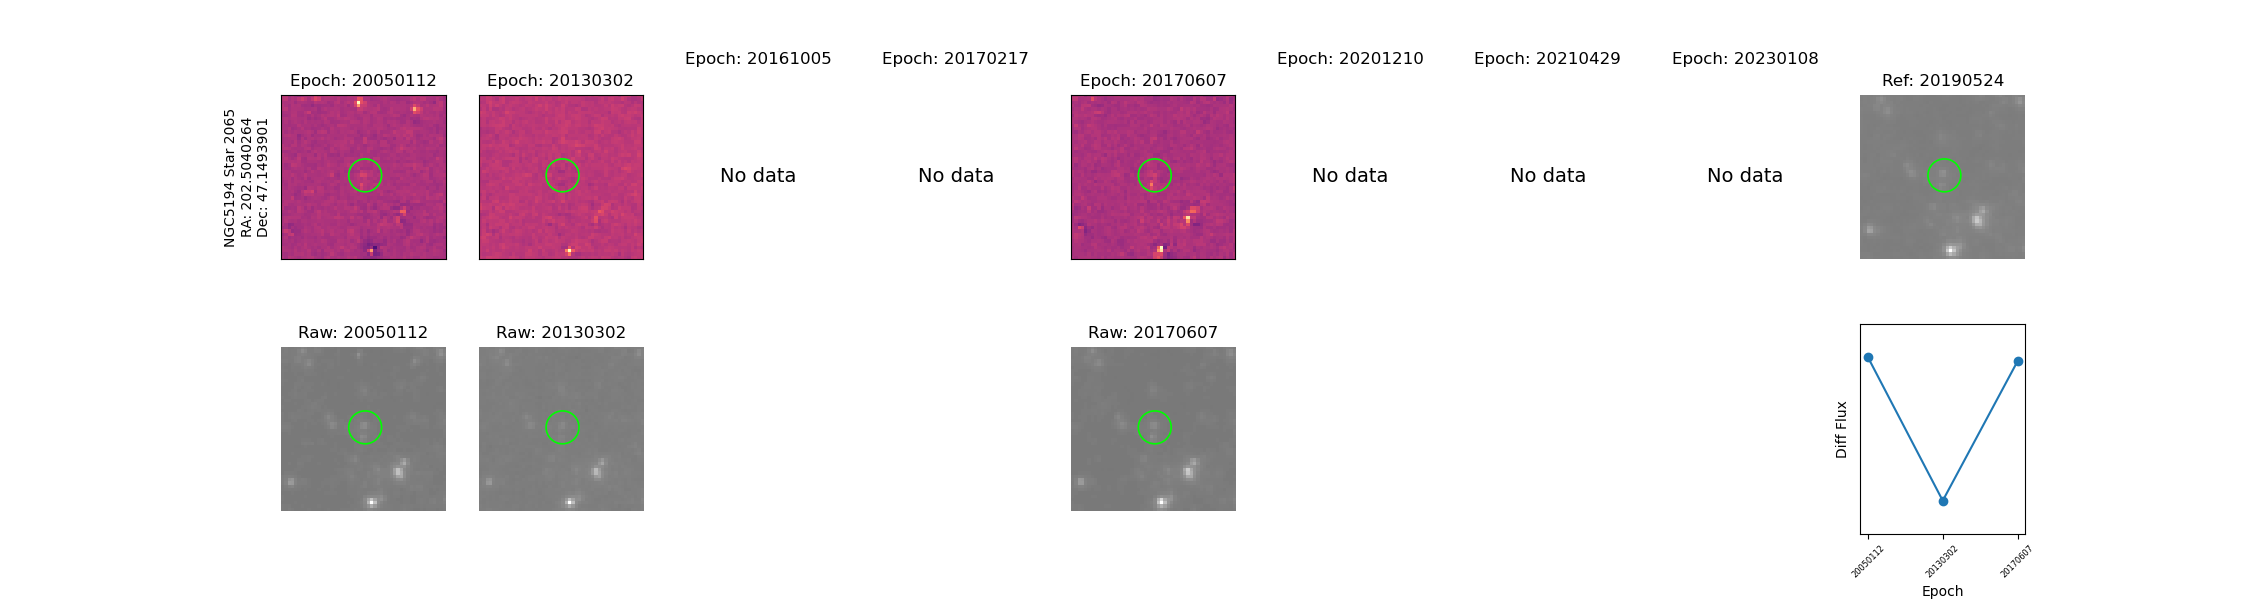 Epoch: 20050112
Epoch: 20130302
Epoch: 20161005
Epoch: 20170217
Epoch: 20170607
Epoch: 20201210
Epoch: 20210429
Epoch: 20230108
Ref: 20190524
NGC5194 Star 2065
RA: 202.5040264
Dec: 47.1493901
No data
No data
No data
No data
No data
Raw: 20050112
Raw: 20130302
Raw: 20170607
Diff Flux
20050112
20130302
20170607
Epoch